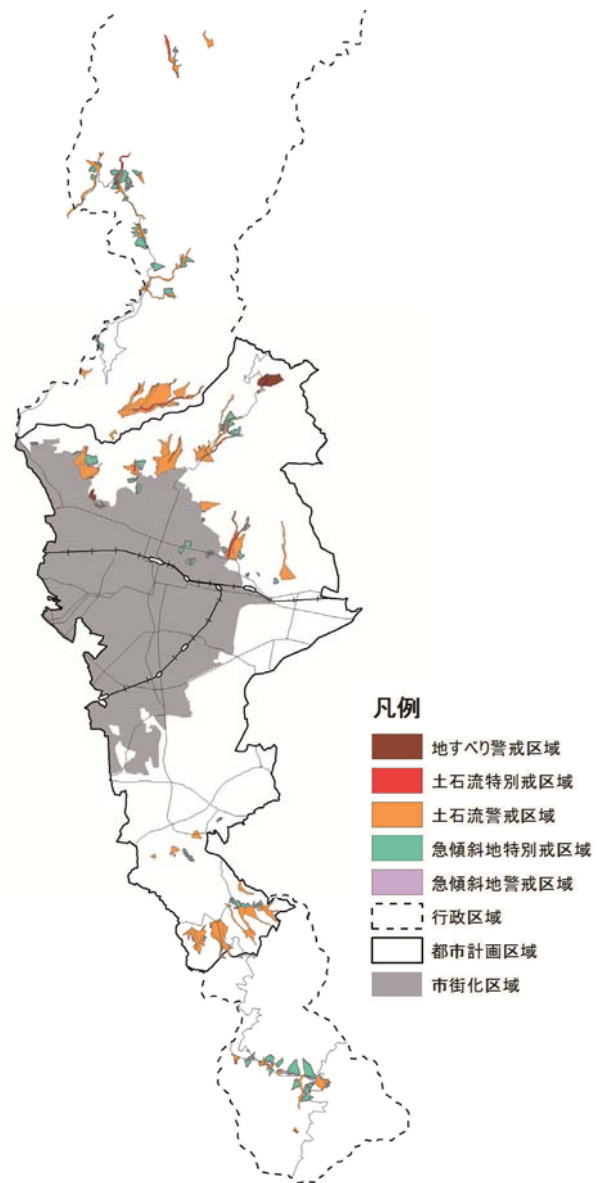 凡例
地すべり警戒区域
土石流特別戒区域
土石流警戒区域
急傾斜地特別戒区域
急傾斜地警戒区域
行政区域
都市計画区域
市街化区域